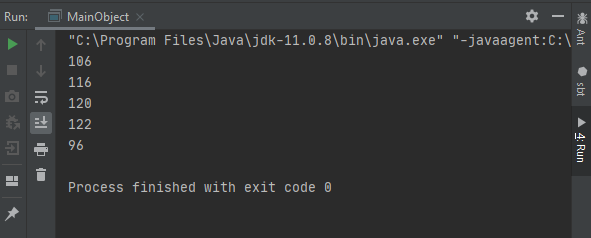 Run: MainObject
"C:\Program Files\Java\jdk-11.0.8\bin\java.exe" "-javaagent:C:\
106
116
120
122
96
Process finished with exit code 0
Ant
sbt
4: Run